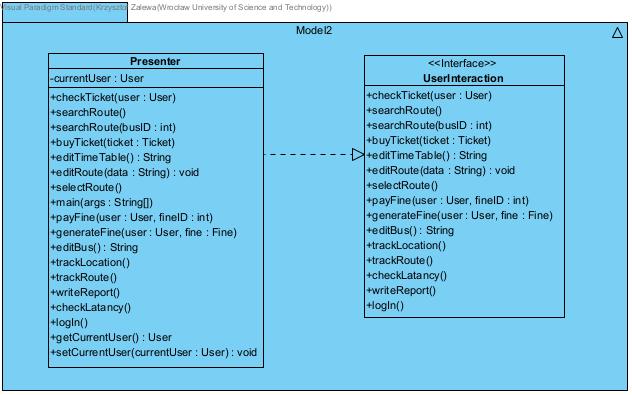 Visual Paradigm Standard(Krzysztof Zalewa(Wrocław University of Science and Technology))
Model2
Presenter
-currentUser : User
+checkTicket(user : User)
+searchRoute()
+searchRoute(busID : int)
+buyTicket(ticket : Ticket)
+editTimeTable() : String
+editRoute(data : String) : void
+selectRoute()
+main(args : String[])
+payFine(user : User, fineID : int)
+generateFine(user : User, fine : Fine)
+editBus() : String
+trackLocation()
+trackRoute()
+writeReport()
+checkLatancy()
+logIn()
+getCurrentUser() : User
+setCurrentUser(currentUser : User) : void
<<Interface>>
UserInteraction
+checkTicket(user : User)
+searchRoute()
+searchRoute(busID : int)
+buyTicket(ticket : Ticket)
+editTimeTable() : String
+editRoute(data : String) : void
+selectRoute()
+payFine(user : User, fineID : int)
+generateFine(user : User, fine : Fine)
+editBus() : String
+trackLocation()
+trackRoute()
+checkLatancy()
+writeReport()
+logIn()